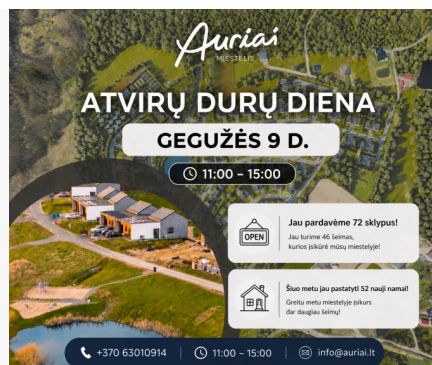 Auriai
MIESTELIS
ATVIRŲ DURŲ DIENA
GEGUŽĖS 9 D.
11:00 – 15:00
OPEN
Jau pardavėme 72 sklypus!
Jau turime 46 šeimas,
kurios įsikūrė mūsų miestelyje!
Šiuo metu jau pastatyti 52 nauji namai!
Greitu metu miestelyje įsikurs
dar daugiau šeimų!
+370 63010914 | 11:00 – 15:00 | info@auriai.lt